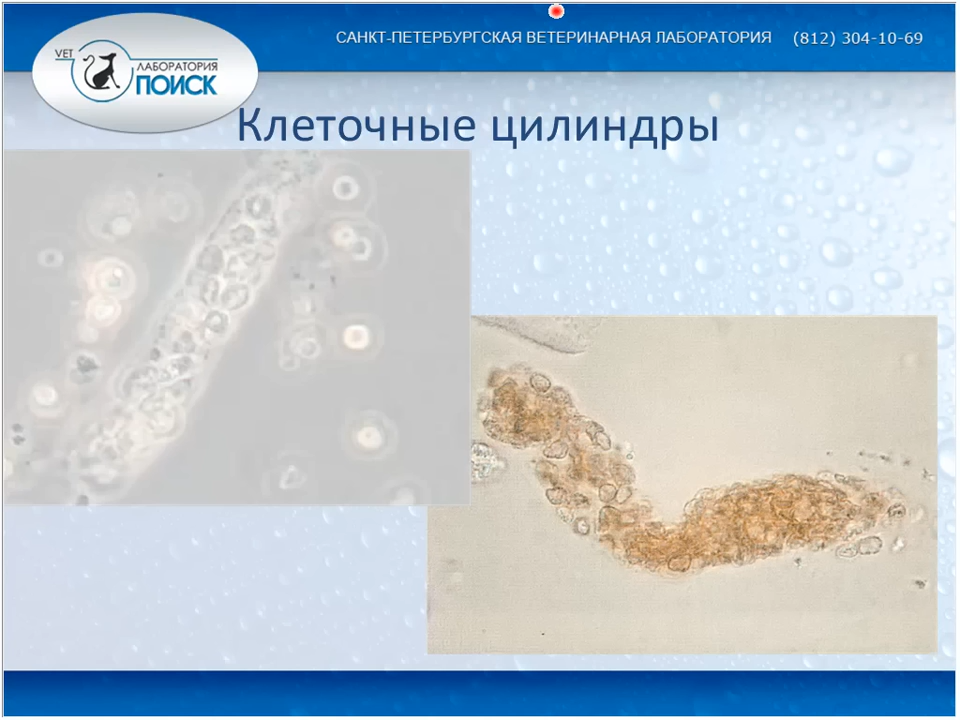 САНКТ-ПЕТЕРБУРГСКАЯ ВЕТЕРИНАРНАЯ ЛАБОРАТОРИЯ (812) 304-10-69
VET
ЛАБОРАТОРИЯ
ПОИСК
Клеточные цилиндры